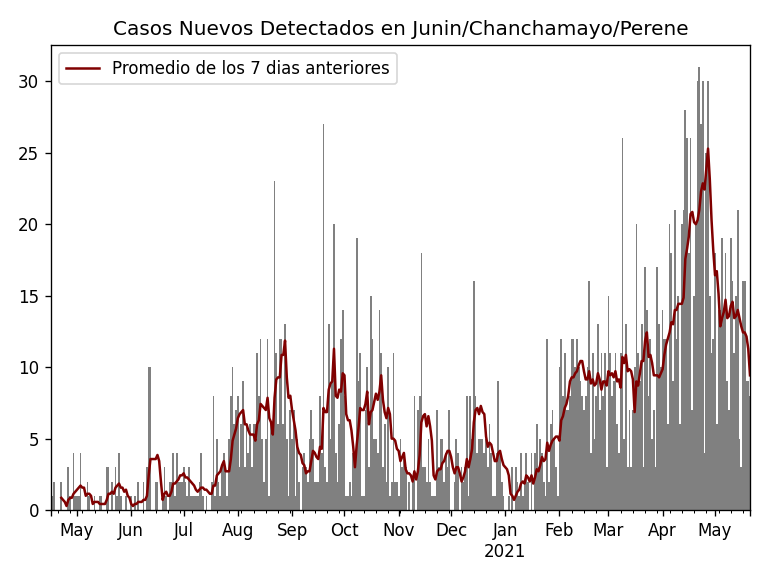 Casos Nuevos Detectados en Junin/Chanchamayo/Perene
Promedio de los 7 dias anteriores
30
25
20
15
10
5
0
May Jun Jul Aug Sep Oct Nov Dec Jan Feb Mar Apr May
2021